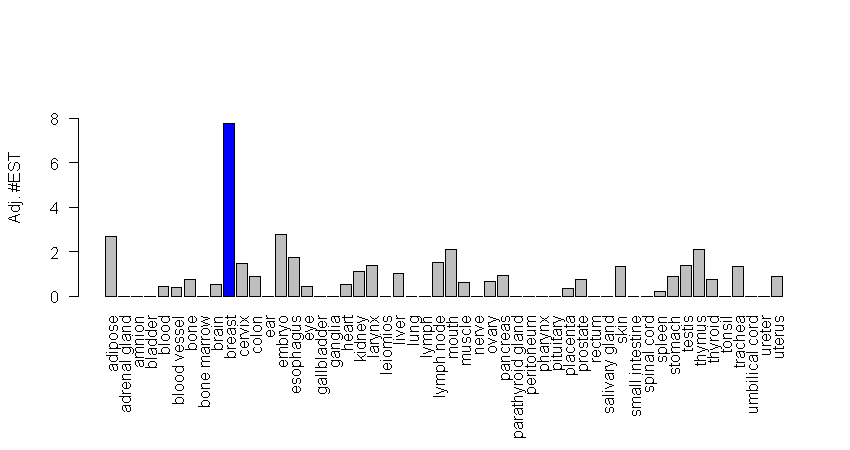 Adj. #EST
8
6
4
2
0
adipose
adrenal gland
amnion
bladder
blood
blood vessel
bone
bone marrow
brain
breast
cervix
colon
ear
embryo
esophagus
eye
gallbladder
ganglia
heart
kidney
larynx
leiomios
liver
lung
lymph
lymph node
mouth
muscle
nerve
ovary
pancreas
parathyroid gland
peritoneum
pharynx
pituitary
placenta
prostate
rectum
salivary gland
skin
small intestine
spinal cord
spleen
stomach
testis
thymus
thyroid
tonsil
trachea
umbilical cord
ureter
uterus